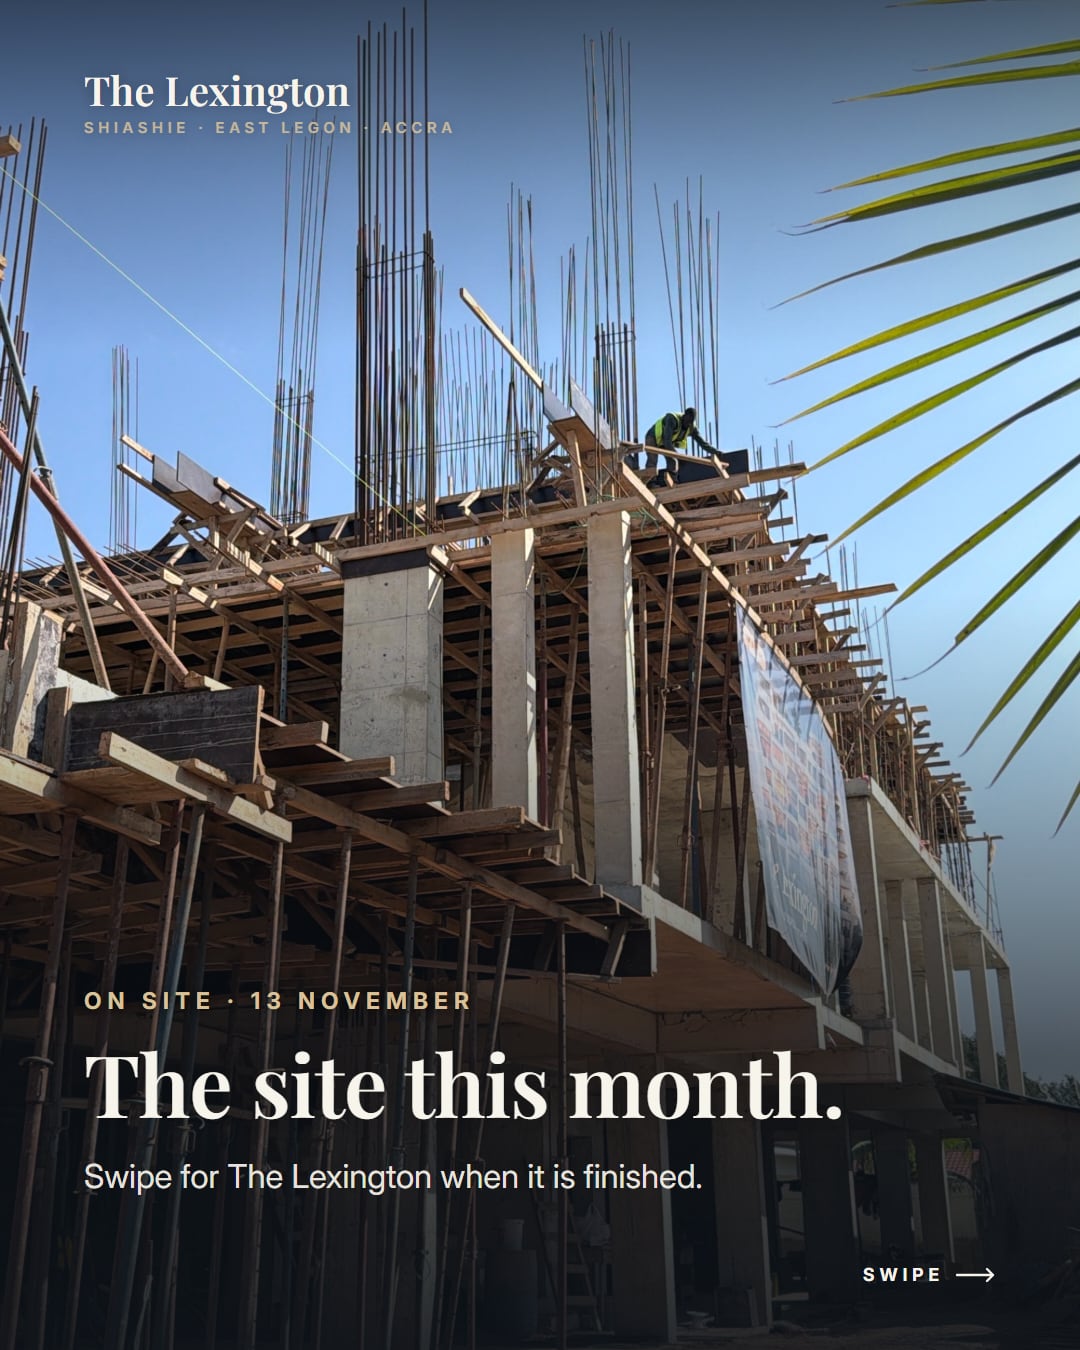 The Lexington
SHIASHIE · EAST LEGON · ACCRA
Lexington
ON SITE · 13 NOVEMBER
The site this month.
Swipe for The Lexington when it is finished.
SWIPE →